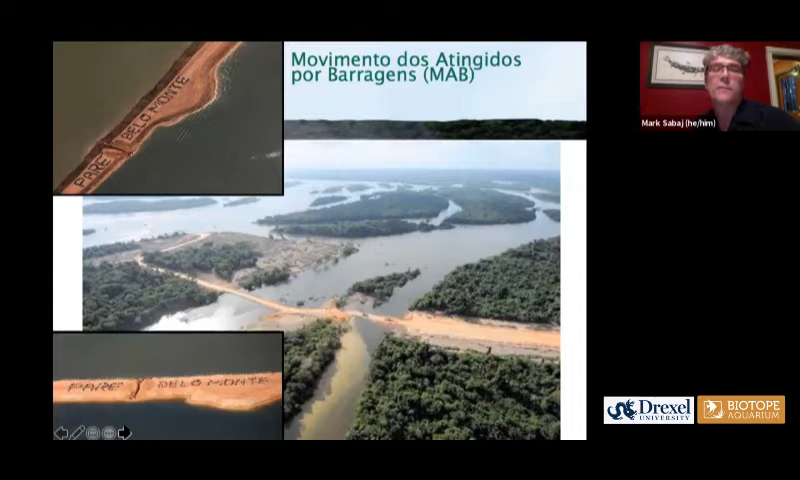 Movimento dos Atingidos
por Barragens (MAB)
PARE BELO MONTE
PARE BELO MONTE
Mark Sabaj (he/him)
Drexel
UNIVERSITY
BIOTOPE
AQUARIUM